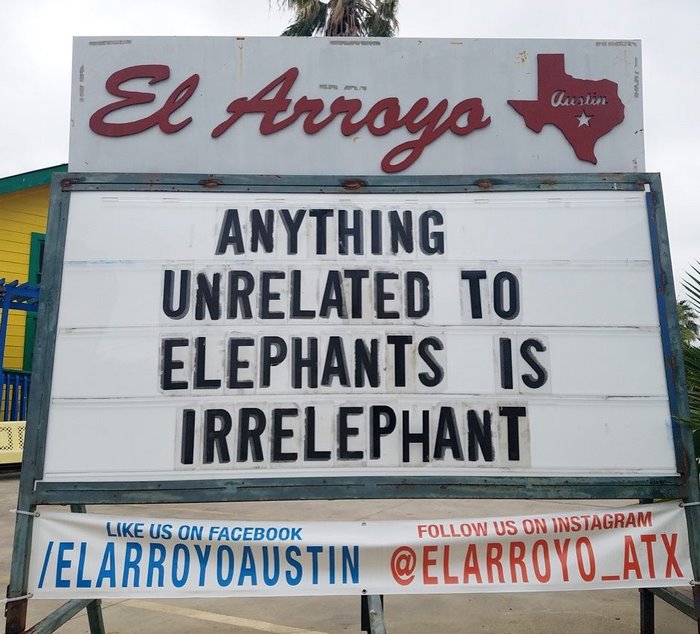 El Arroyo
Austin
ANYTHING
UNRELATED TO
ELEPHANTS IS
IRRELEPHANT
LIKE US ON FACEBOOK
/ELARROYOAUSTIN
FOLLOW US ON INSTAGRAM
@ELARROYO_ATX